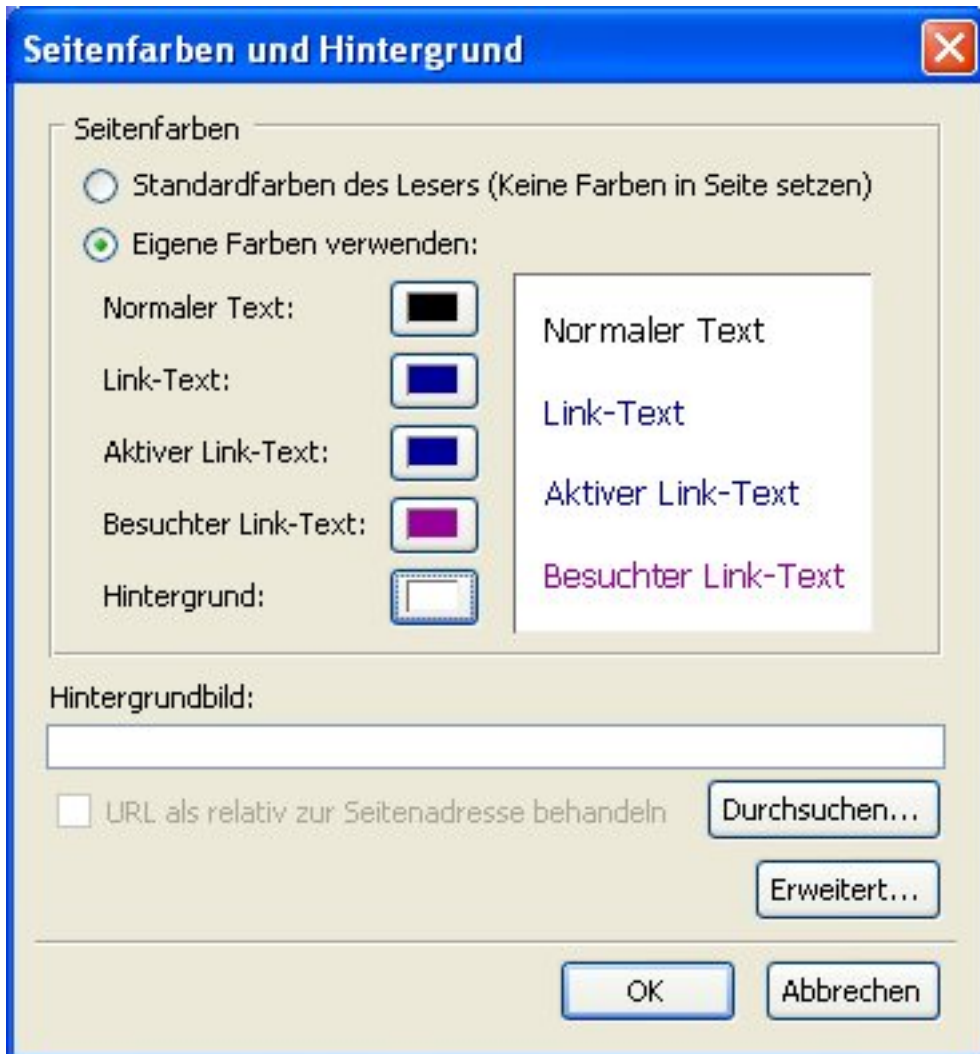 Seitenfarben und Hintergrund
Seitenfarben
Standardfarben des Lesers (Keine Farben in Seite setzen)
Eigene Farben verwenden:
Normaler Text:
Link-Text:
Aktiver Link-Text:
Besuchter Link-Text:
Hintergrund:
Normaler Text
Link-Text
Aktiver Link-Text
Besuchter Link-Text
Hintergrundbild:
URL als relativ zur Seitenadresse behandeln
Durchsuchen...
Erweitert...
OK
Abbrechen